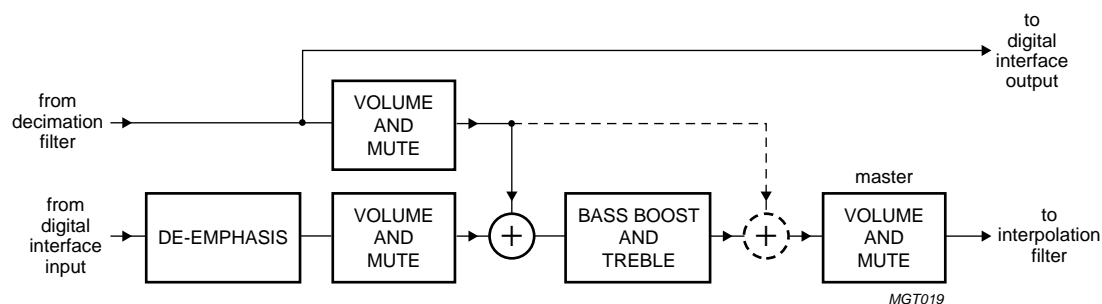 to
digital
interface
output
from
decimation
filter
VOLUME
AND
MUTE
master
from
digital
interface
input
DE-EMPHASIS
VOLUME
AND
MUTE
+
BASS BOOST
AND
TREBLE
+
VOLUME
AND
MUTE
to
interpolation
filter
MGT019